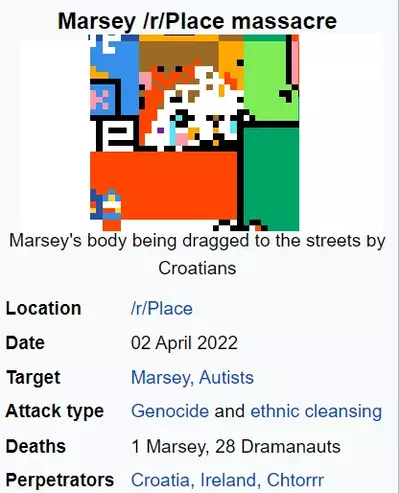 Marsey /r/Place massacre
Marsey's body being dragged to the streets by
Croatians
Location /r/Place
Date 02 April 2022
Target Marsey, Autists
Attack type Genocide and ethnic cleansing
Deaths 1 Marsey, 28 Dramanauts
Perpetrators Croatia, Ireland, Chtorrr